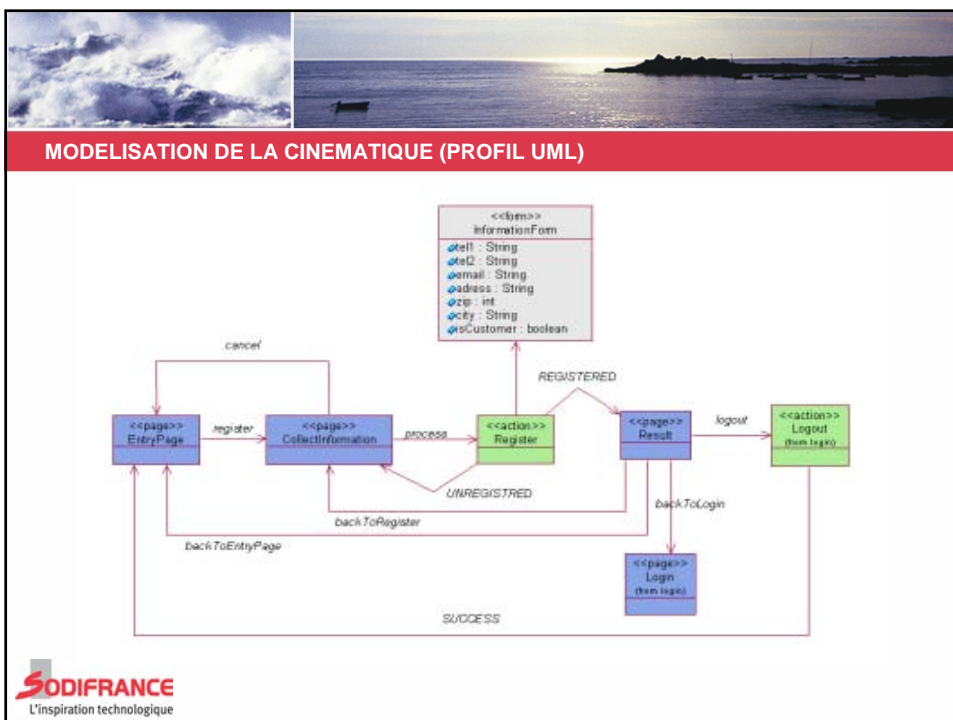 MODELISATION DE LA CINEMATIQUE (PROFIL UML)
<<form>>
InformationForm
tel1 : String
tel2 : String
email : String
adress : String
zip : int
city : String
isCustomer : boolean
cancel
REGISTERED
<<page>>
EntryPage
register
<<page>>
CollectInformation
process
<<action>>
Register
<<page>>
Result
logout
<<action>>
Logout
(from login)
UNREGISTRED
backToRegister
backToLogin
backToEntryPage
<<page>>
Login
(from login)
SUCCESS
SODIFRANCE
L'inspiration technologique